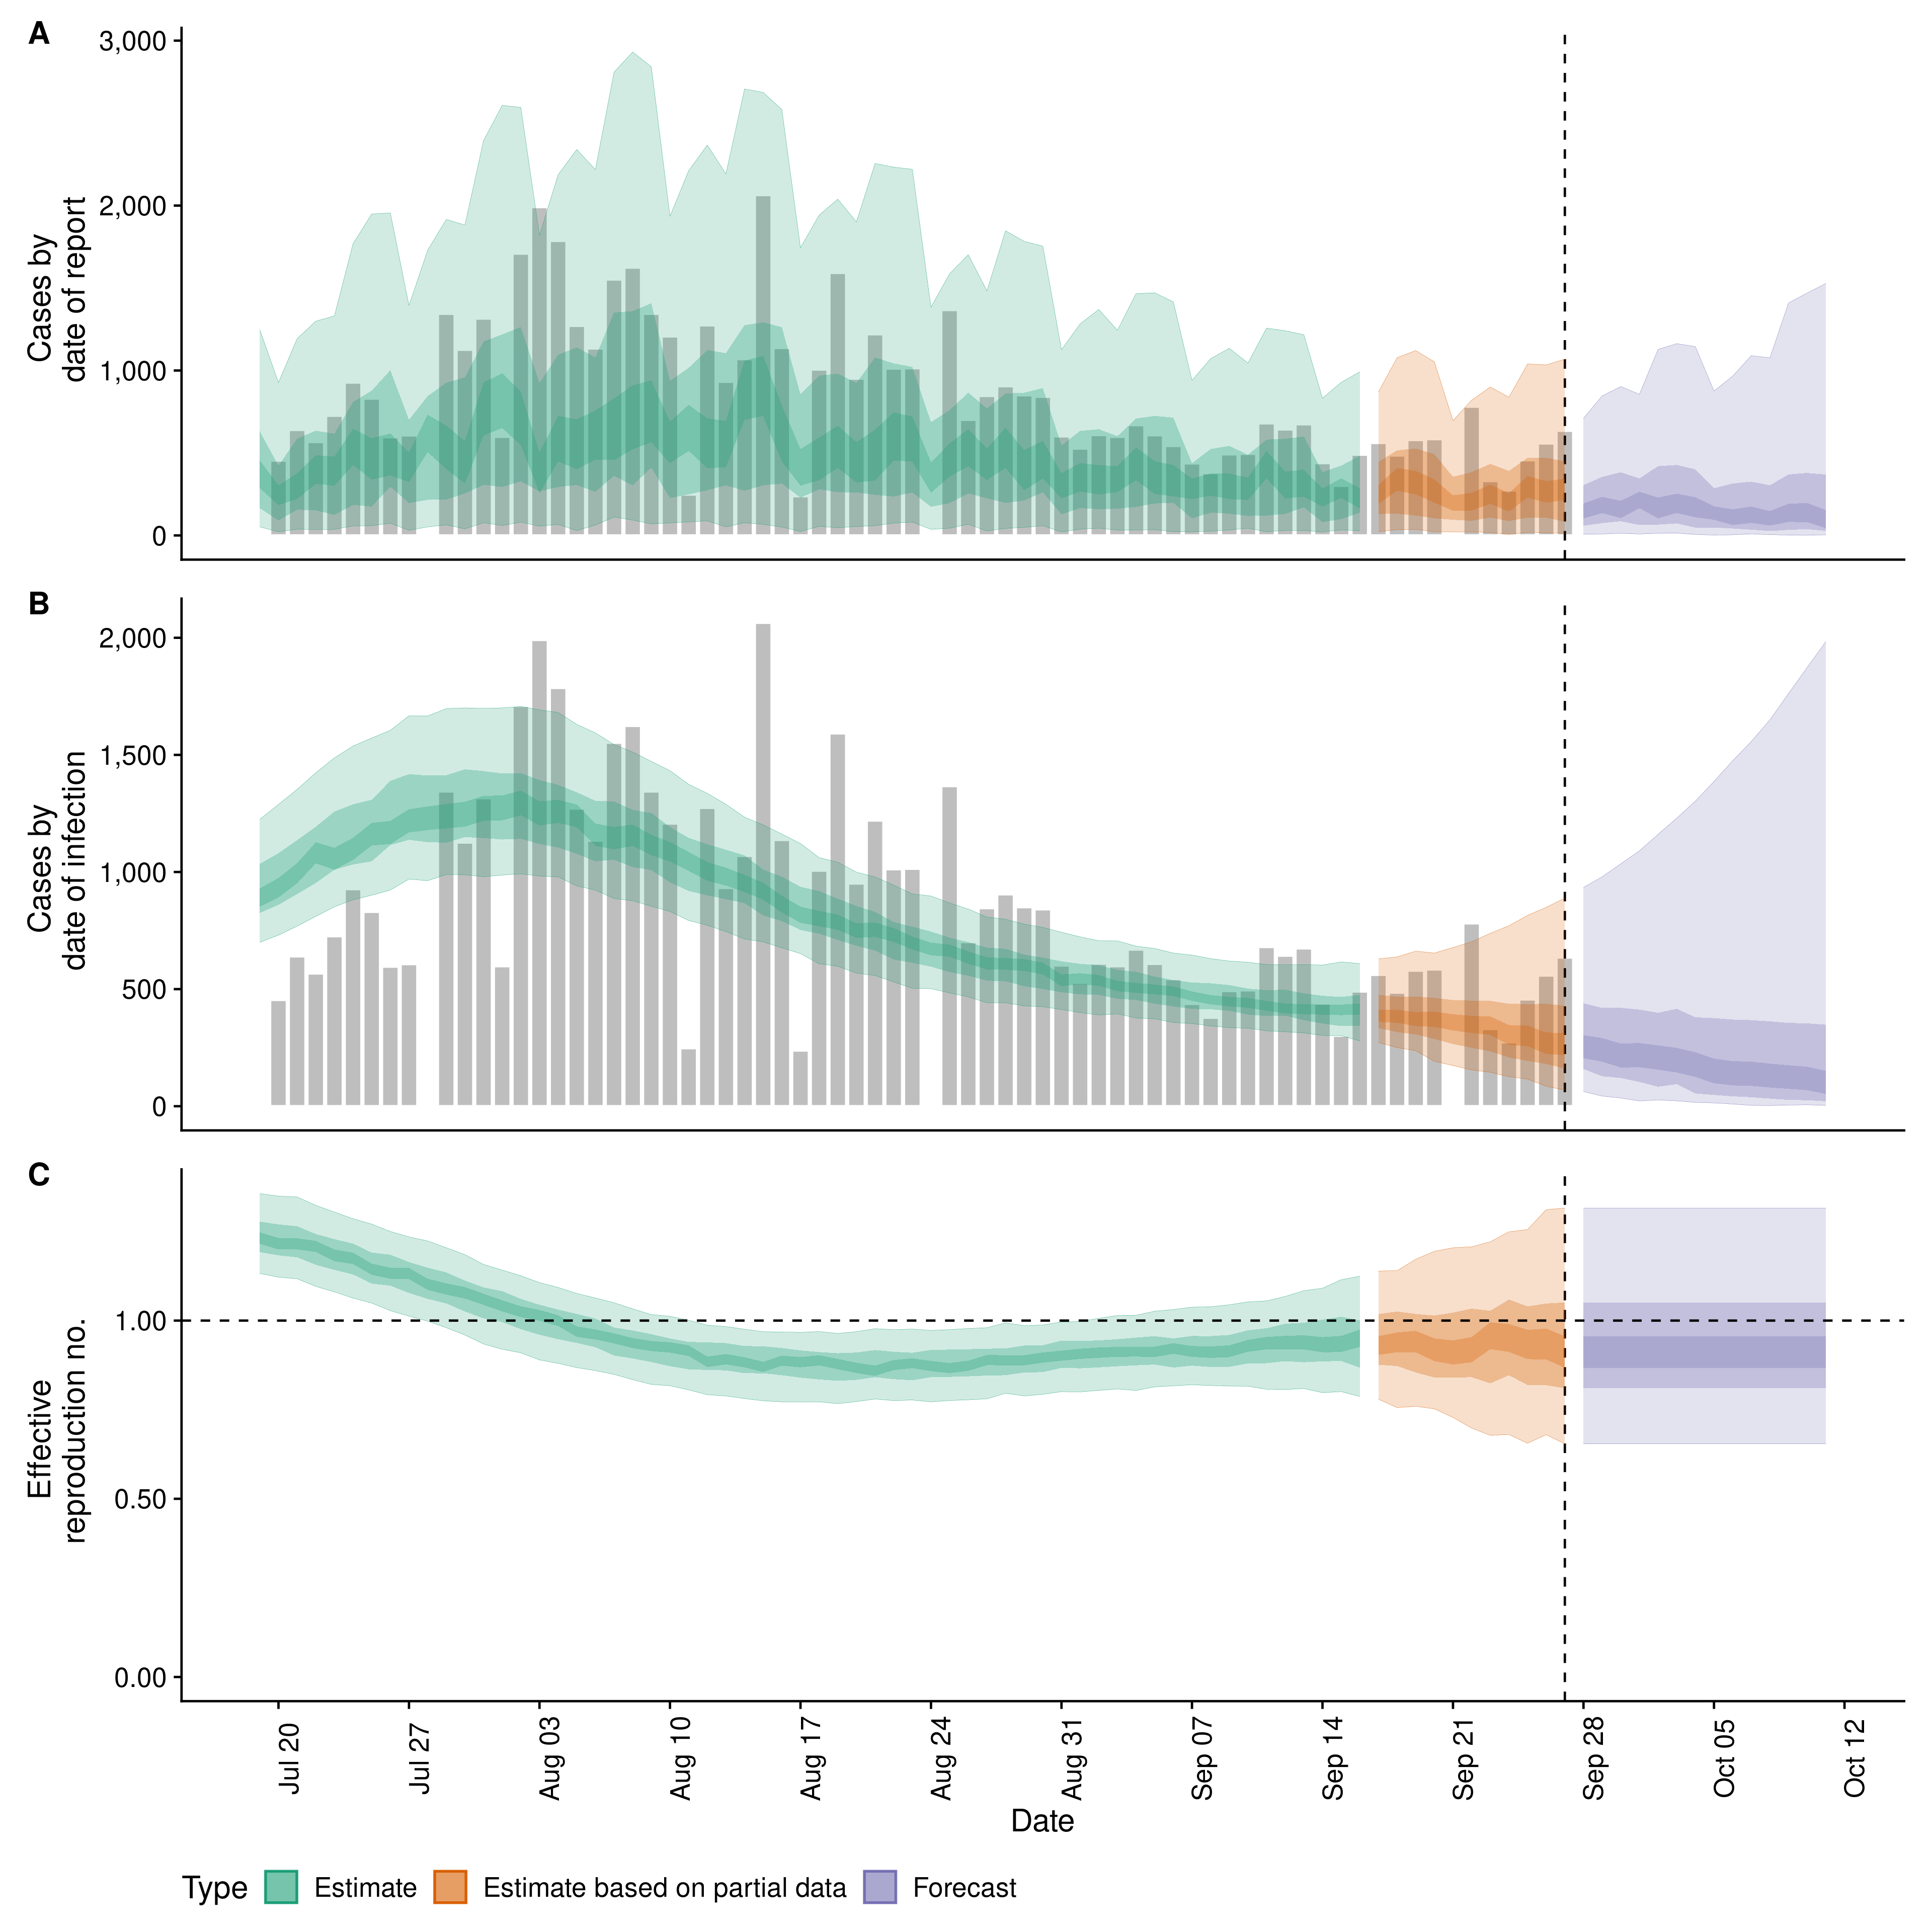 A
Cases by
date of report
3,000
2,000
1,000
0
B
Cases by
date of infection
2,000
1,500
1,000
500
0
C
Effective
reproduction no.
1.00
0.50
0.00
Jul 20
Jul 27
Aug 03
Aug 10
Aug 17
Aug 24
Aug 31
Sep 07
Sep 14
Sep 21
Sep 28
Oct 05
Oct 12
Date
Type Estimate Estimate based on partial data Forecast